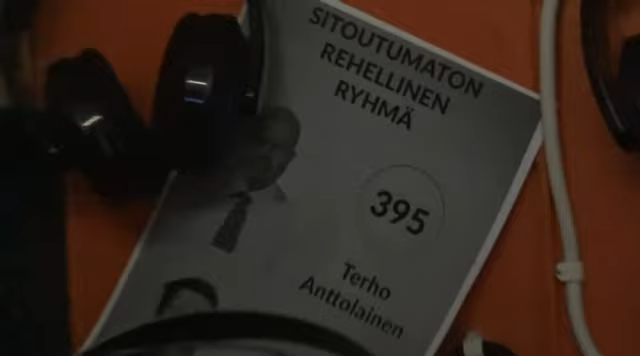 SITOUTUMATON
REHELLINEN
RYHMÄ
395
Terho
Anttolainen